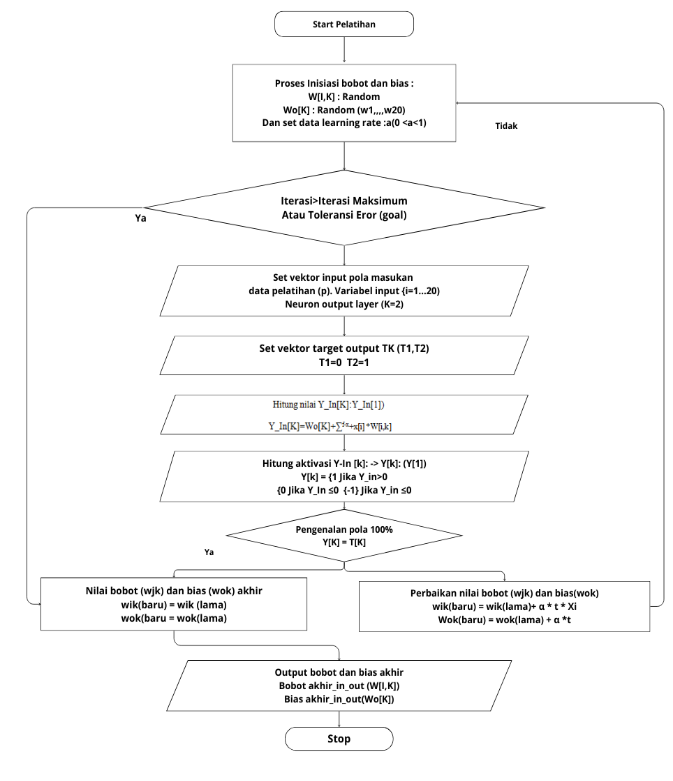 Start Pelatihan
Proses Inisiasi bobot dan bias :
W[I,K] : Random
Wo[K] : Random (w1,,,,w20)
Dan set data learning rate :a(0 <a<1)
Tidak
Iterasi>Iterasi Maksimum
Atau Toleransi Eror (goal)
Ya
Set vektor input pola masukan
data pelatihan (p). Variabel input {i=1...20)
Neuron output layer (K=2)
Set vektor target output TK (T1,T2)
T1=0 T2=1
Hitung nilai Y_In[K]:Y_In[1])
Y_In[K]=Wo[K]+∑ +x[i]*W[i,k]
Hitung aktivasi Y-In [k]: -> Y[k]: (Y[1])
Y[k] = {1 Jika Y_in>0
{0 Jika Y_In ≤0 {-1} Jika Y_in ≤0
Pengenalan pola 100%
Y[K] = T[K]
Ya
Nilai bobot (wjk) dan bias (wok) akhir
wik(baru) = wik (lama)
wok(baru = wok(lama)
Perbaikan nilai bobot (wjk) dan bias(wok)
wik(baru) = wik(lama)+ α * t * Xi
Wok(baru) = wok(lama) + α *t
Output bobot dan bias akhir
Bobot akhir_in_out (W[I,K])
Bias akhir_in_out(Wo[K])
Stop